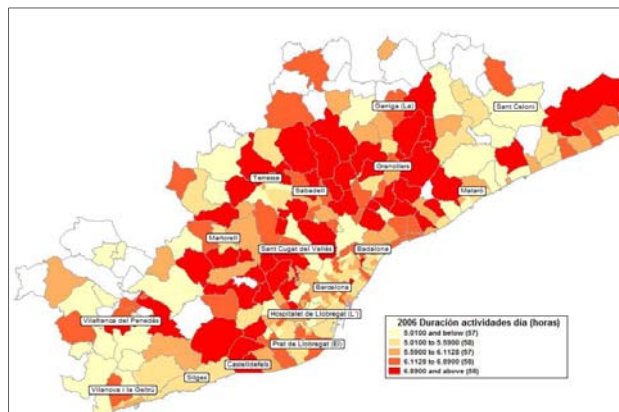 Garriga (La)
Sant Celoni
Granollers
Terrassa
Sabadell
Mataró
Martorell
Sant Cugat del Vallès
Badalona
Barcelona
Hospitalet de Llobregat (L')
Vilafranca del Penedès
Prat de Llobregat (El)
Castelldefels
Sitges
Vilanova i la Geltrú
2006 Duración actividades día (horas)
5.0100 and below (57)
5.0100 to 5.5900 (58)
5.5900 to 6.1128 (57)
6.1128 to 6.8900 (58)
6.8900 and above (58)